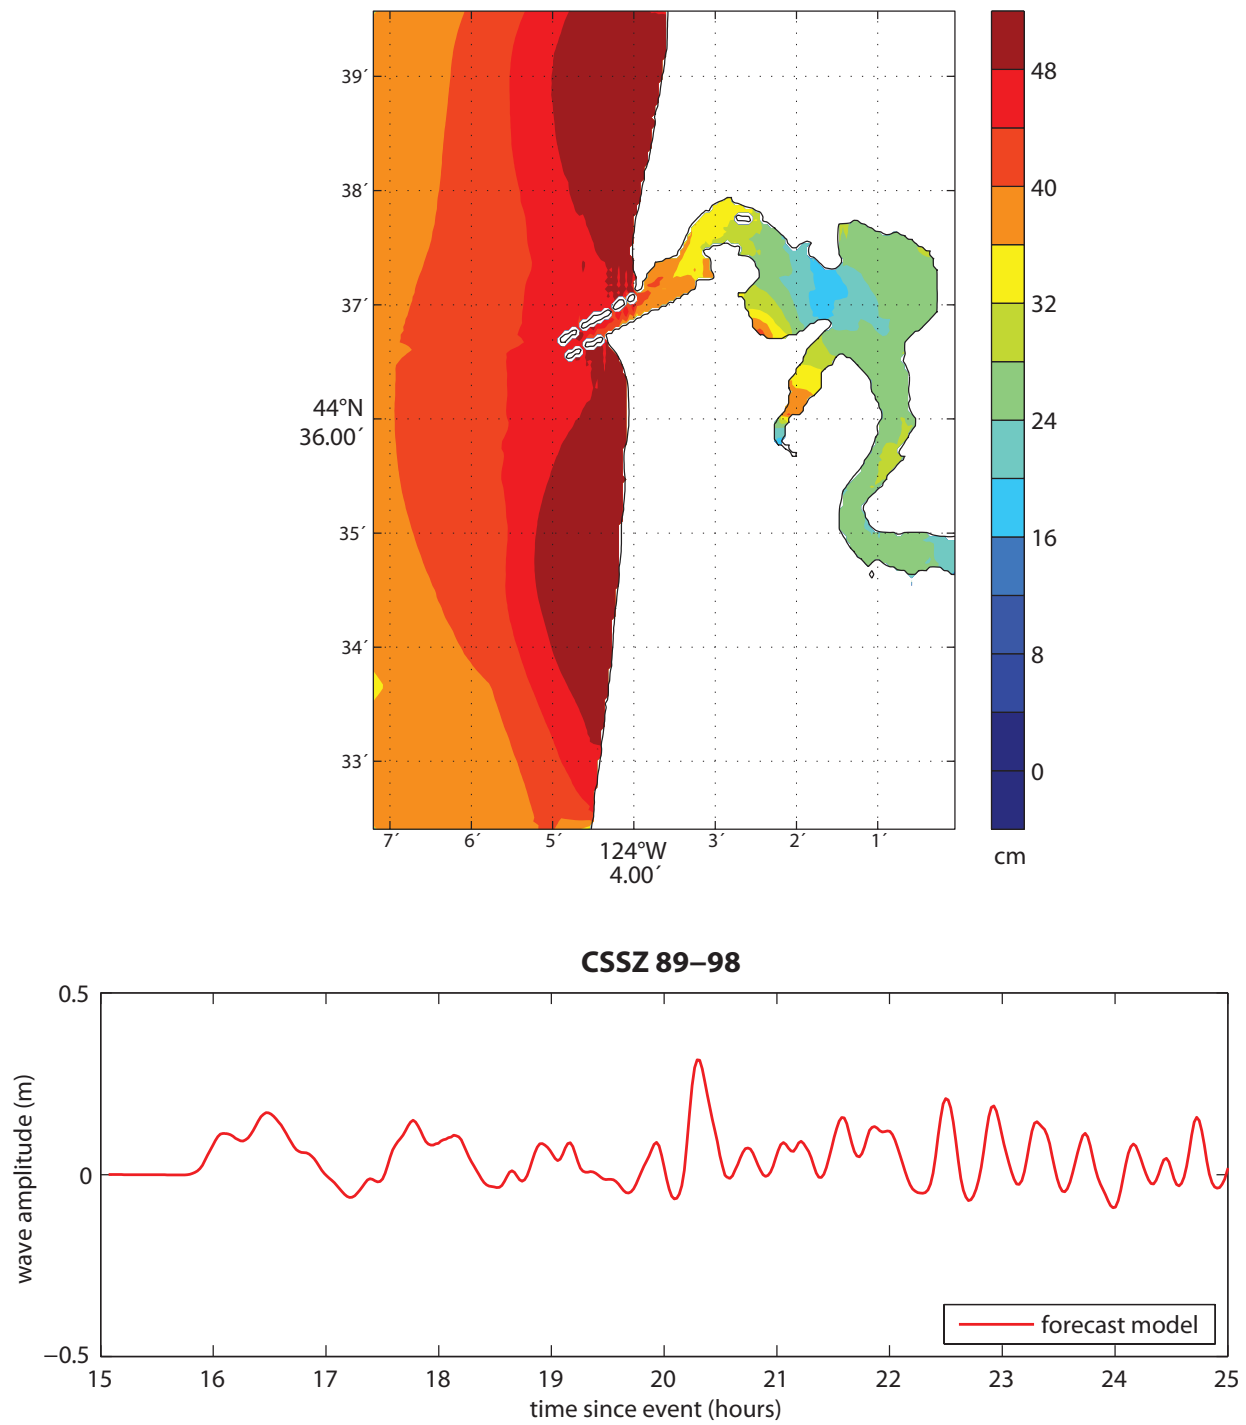 39´
38´
37´
44°N
36.00´
35´
34´
33´
7´ 6´ 5´ 124°W 3´ 2´ 1´
4.00´
48
40
32
24
16
8
0
cm
CSSZ 89–98
wave amplitude (m)
0.5
0
–0.5
forecast model
15 16 17 18 19 20 21 22 23 24 25
time since event (hours)